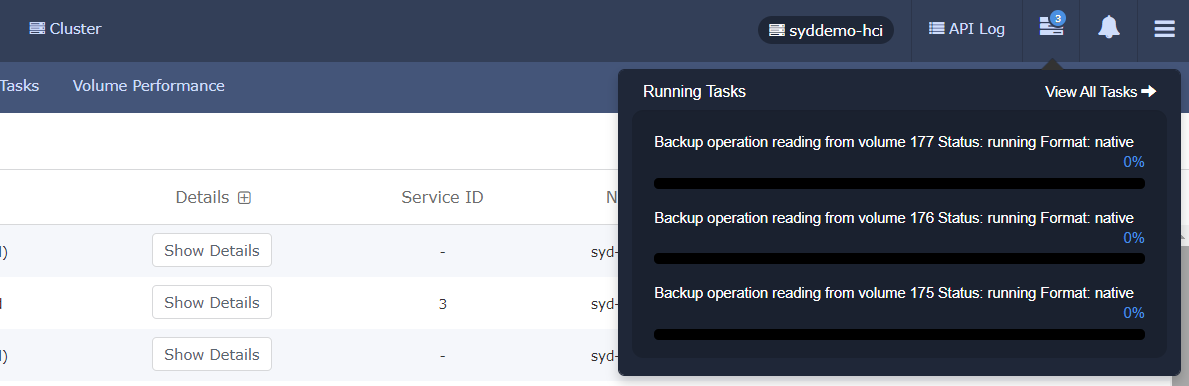 Cluster
syddemo-hci
API Log
3
Tasks
Volume Performance
Running Tasks
View All Tasks
Backup operation reading from volume 177 Status: running Format: native
0%
Backup operation reading from volume 176 Status: running Format: native
0%
Backup operation reading from volume 175 Status: running Format: native
0%
Details
Service ID
N
Show Details
-
syd-
Show Details
3
syd-
Show Details
-
syd-